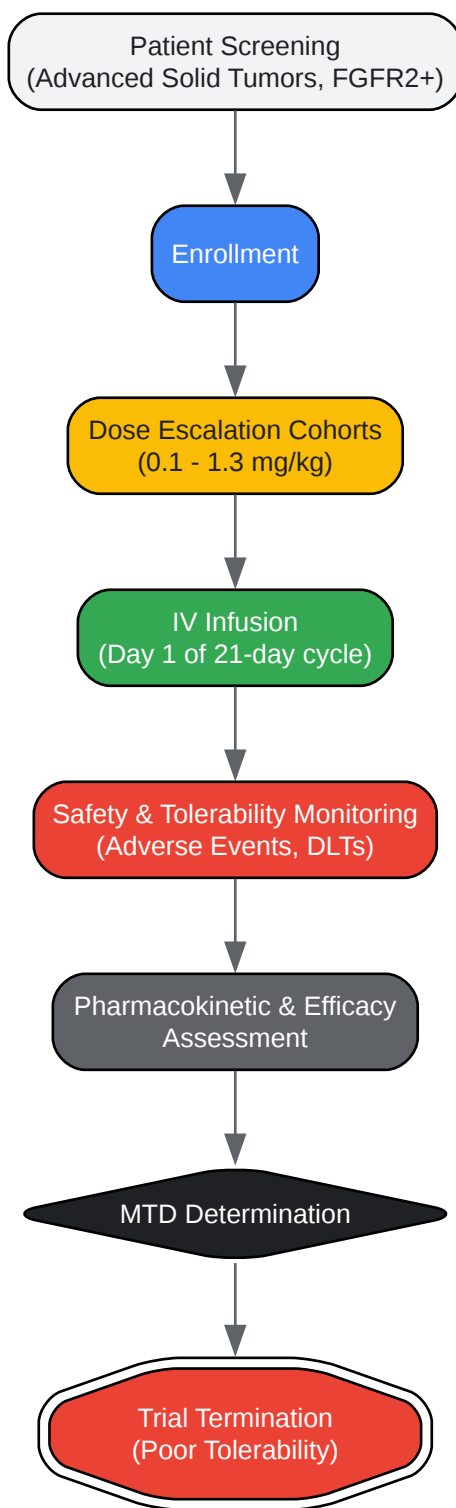 Patient Screening
(Advanced Solid Tumors, FGFR2+)
Enrollment
Dose Escalation Cohorts
(0.1 - 1.3 mg/kg)
IV Infusion
(Day 1 of 21-day cycle)
Safety & Tolerability Monitoring
(Adverse Events, DLTs)
Pharmacokinetic & Efficacy
Assessment
MTD Determination
Trial Termination
(Poor Tolerability)